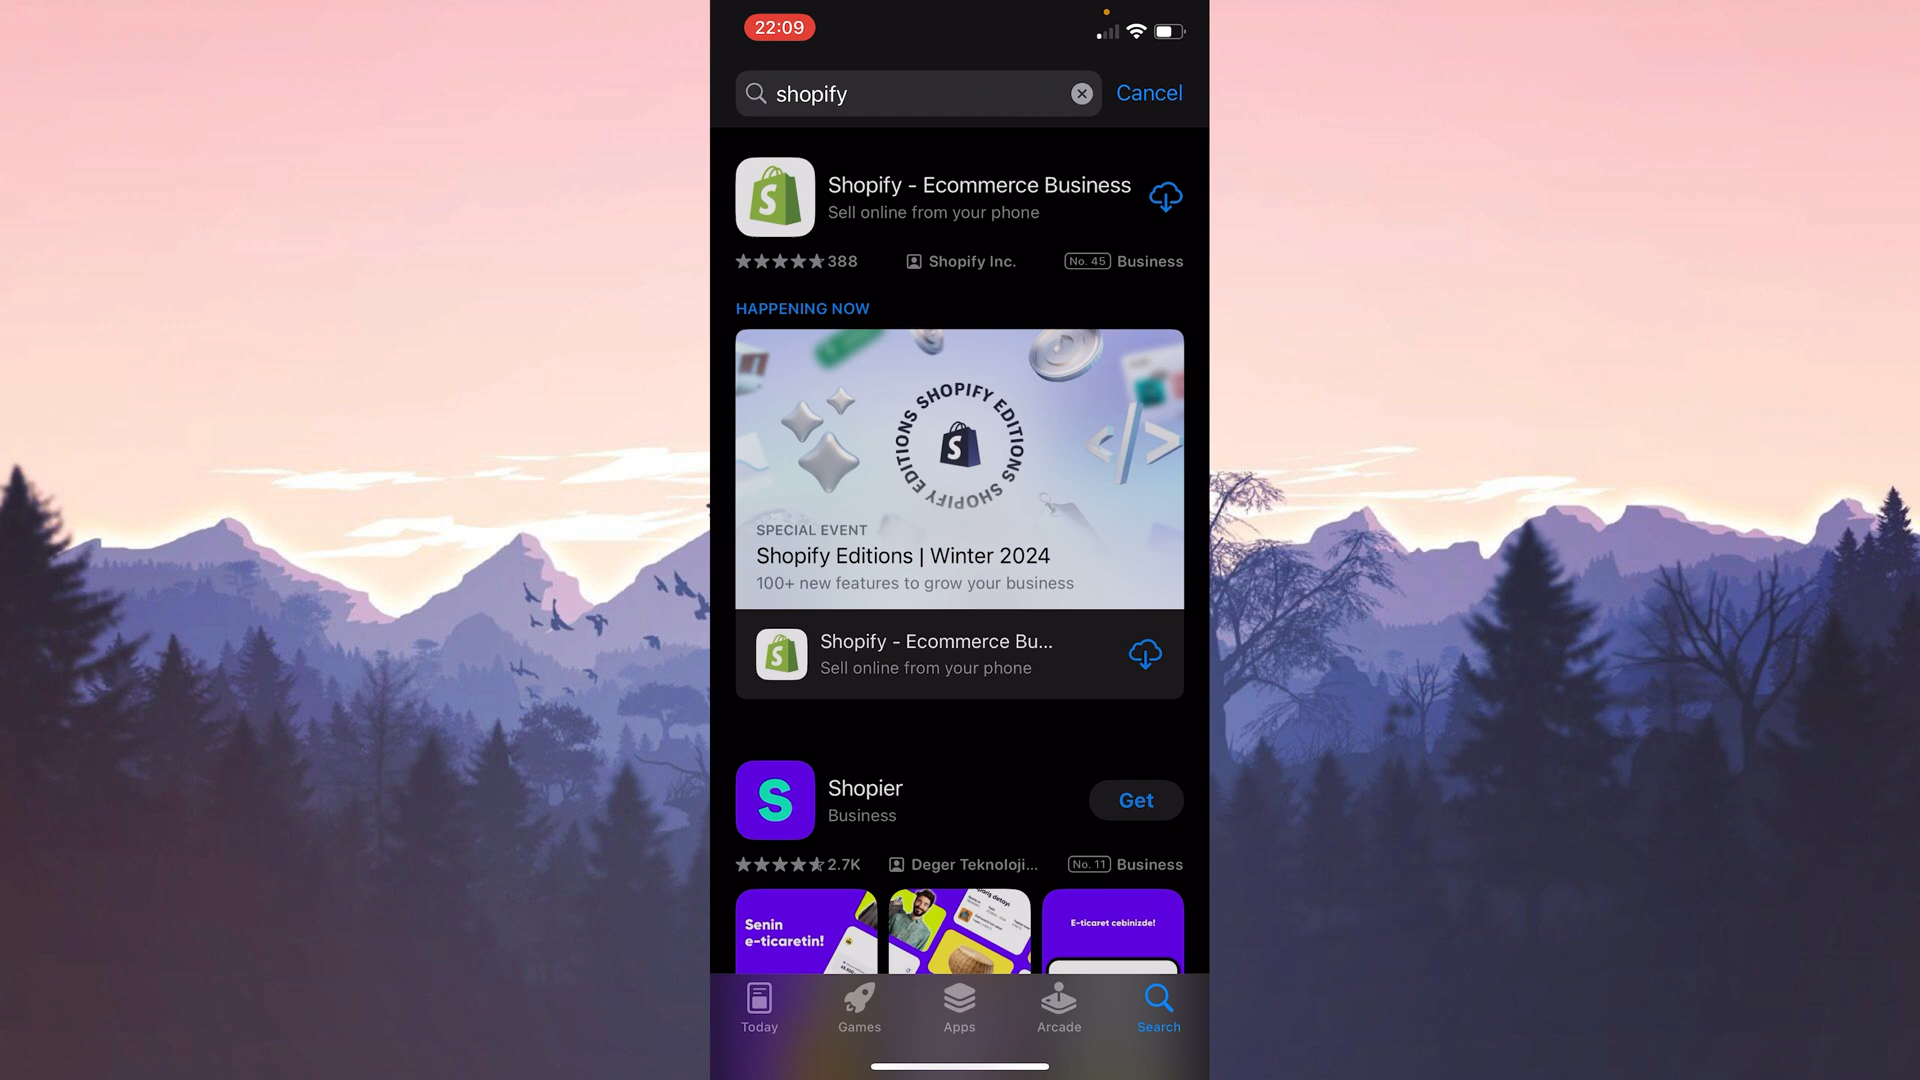 22:09
shopify
Cancel
Shopify - Ecommerce Business
Sell online from your phone
388
Shopify Inc.
No. 45
Business
HAPPENING NOW
SHOPIFY EDITIONS SHOPIFY EDITIONS
SPECIAL EVENT
Shopify Editions | Winter 2024
100+ new features to grow your business
Shopify - Ecommerce Bu...
Sell online from your phone
S
Shopier
Business
Get
2.7K
Deger Teknoloji...
No. 11
Business
Senin
e-ticaretin!
E-ticaret cebinizde!
Today
Games
Apps
Arcade
Search